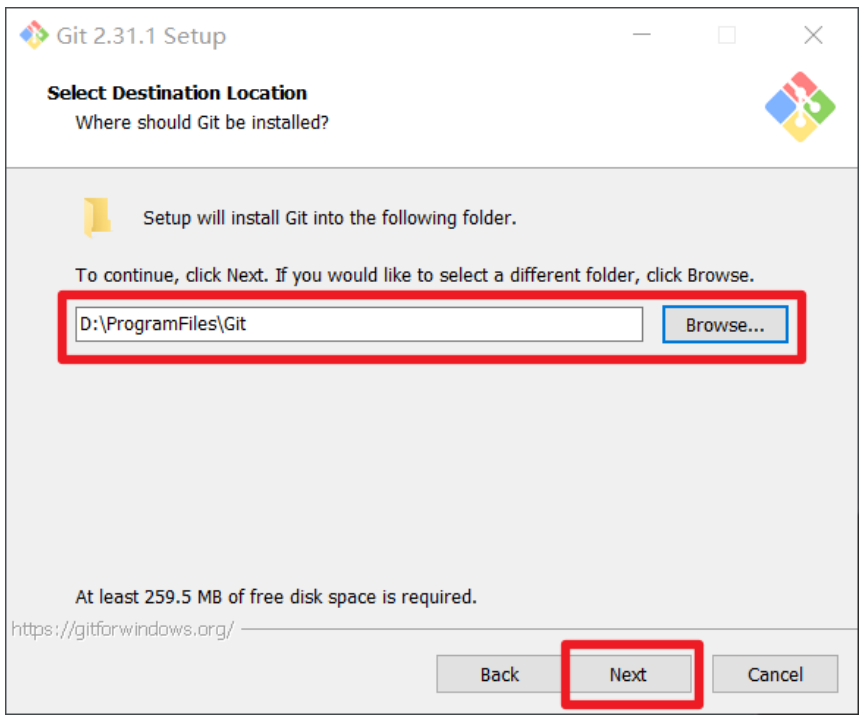 Git 2.31.1 Setup
Select Destination Location
Where should Git be installed?
Setup will install Git into the following folder.
To continue, click Next. If you would like to select a different folder, click Browse.
D:\ProgramFiles\Git
Browse...
At least 259.5 MB of free disk space is required.
https://gitforwindows.org/
Back
Next
Cancel